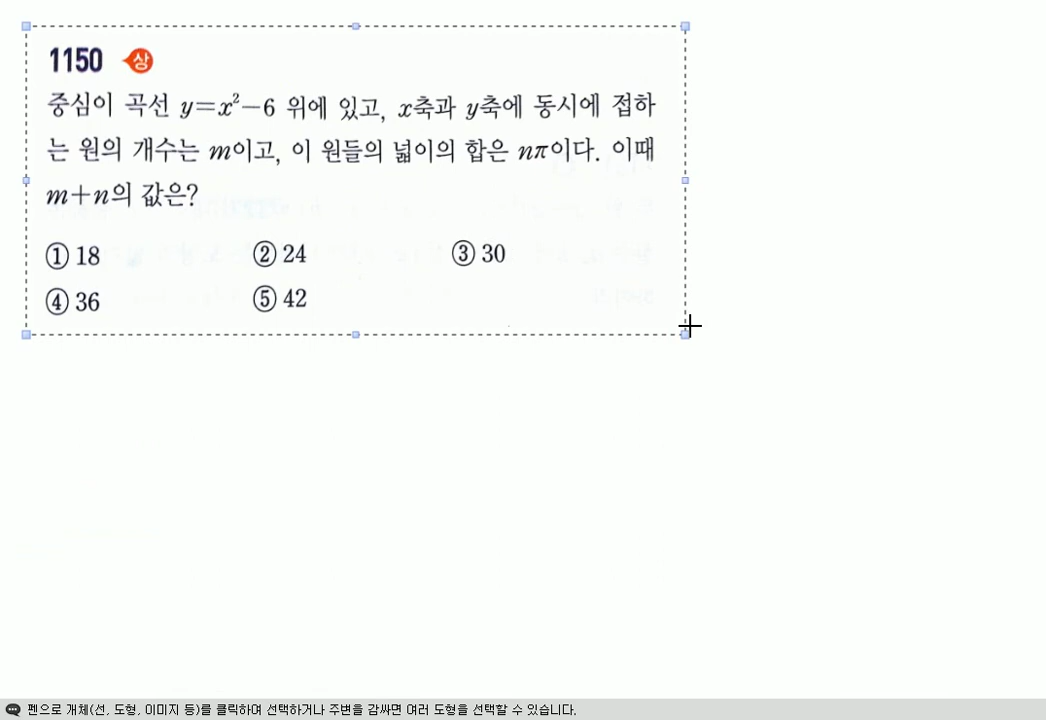 1150 상
중심이 곡선 y=x²-6 위에 있고, x축과 y축에 동시에 접하
는 원의 개수는 m이고, 이 원들의 넓이의 합은 nπ이다. 이때
m+n의 값은?
① 18 ② 24 ③ 30
④ 36 ⑤ 42
펜으로 개체(선, 도형, 이미지 등)를 클릭하여 선택하거나 주변을 감싸면 여러 도형을 선택할 수 있습니다.